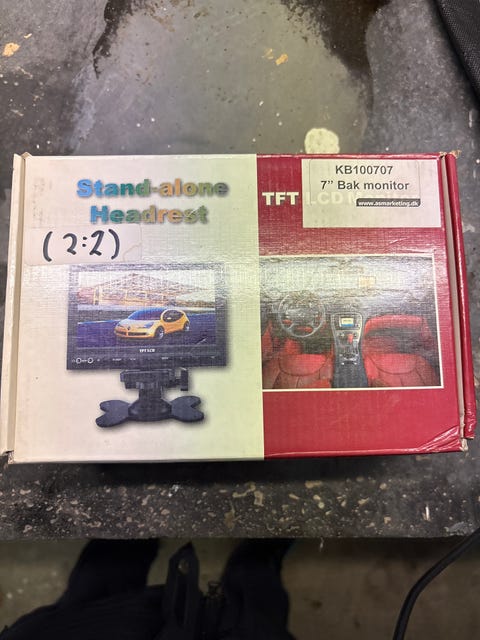 Stand-alone
Headrest
(2:2)
TFT LCD
KB100707
7” Bak monitor
www.asmarketing.dk
TFT LCD